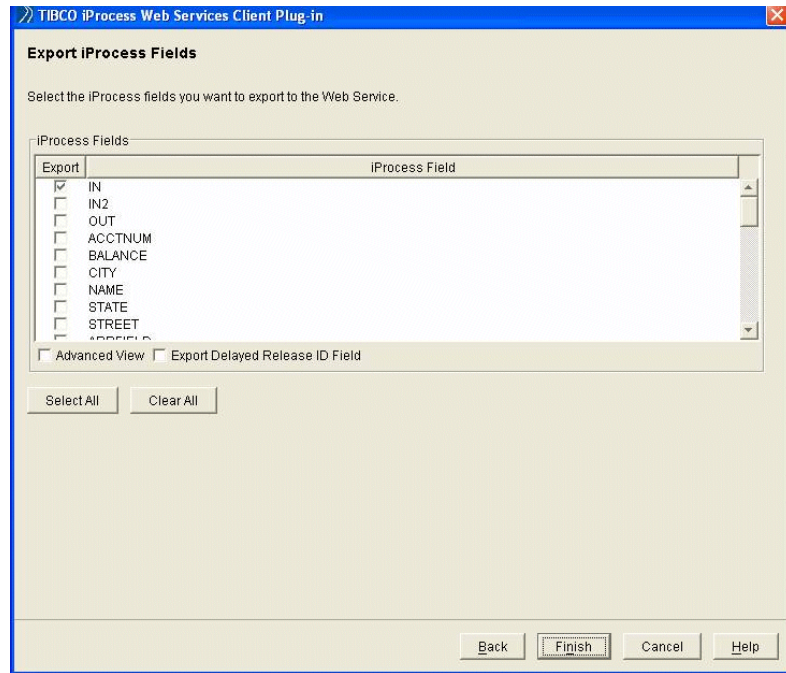 TIBCO iProcess Web Services Client Plug-in
Export iProcess Fields
Select the iProcess fields you want to export to the Web Service.
iProcess Fields
Export iProcess Field
IN
IN2
OUT
ACCTNUM
BALANCE
CITY
NAME
STATE
STREET
Advanced View Export Delayed Release ID Field
Select All Clear All
Back Finish Cancel Help